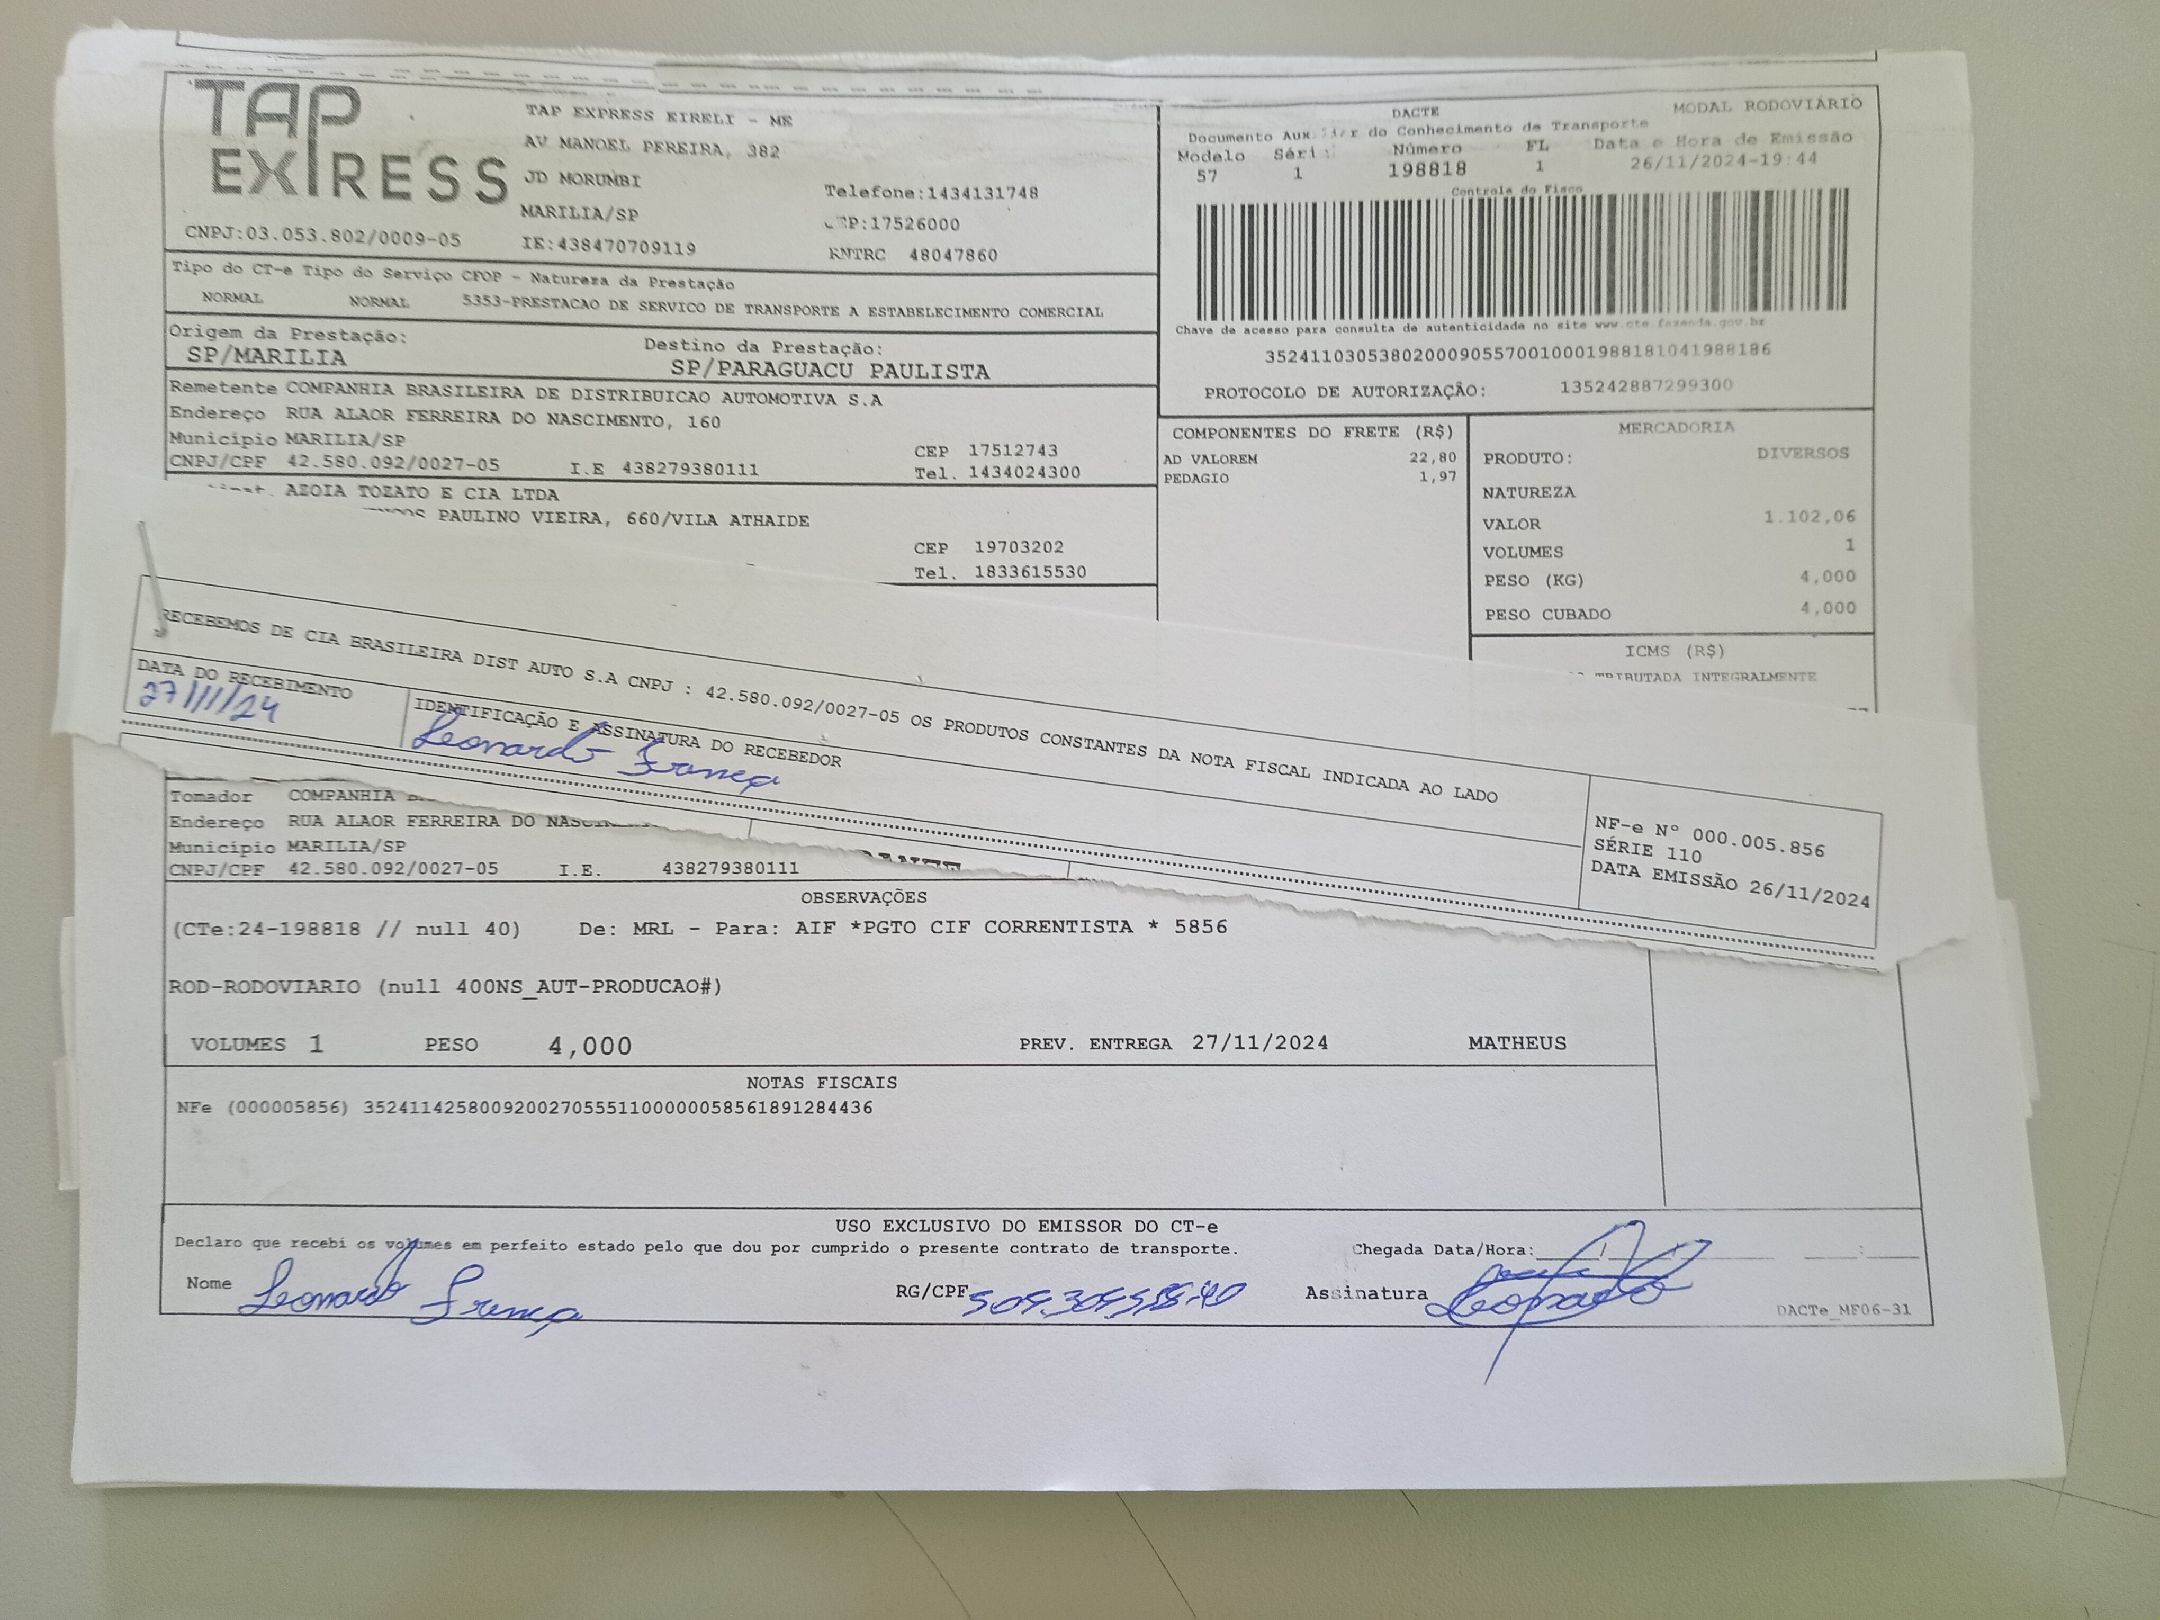 TAP EXPRESS
TAP EXPRESS EIRELI - ME
AV MANOEL PEREIRA, 382
JD MORUMBI
Telefone:1434131748
MARILIA/SP
:17526000
CNPJ:03.053.802/0009-05
IE:438470709119
RNTRC 48047860
Tipo do CT-e Tipo do Serviço CFOP - Natureza da Prestação
NORMAL NORMAL 5353-PRESTACAO DE SERVICO DE TRANSPORTE A ESTABELECIMENTO COMERCIAL
Origem da Prestação:
SP/MARILIA
Destino da Prestação:
SP/PARAGUACU PAULISTA
Remetente COMPANHIA BRASILEIRA DE DISTRIBUICAO AUTOMOTIVA S.A
Endereço RUA ALAOR FERREIRA DO NASCIMENTO, 160
Município MARILIA/SP CEP 17512743
CNPJ/CPF 42.580.092/0027-05 I.E 438279380111 Tel. 1434024300
AZOIA TOZATO E CIA LTDA
PAULINO VIEIRA, 660/VILA ATHAIDE
CEP 19703202
Tel. 1833615530
DACTE MODAL RODOVIÁRIO
Documento do Conhecimento de Transporte
Modelo Número FL Data e Hora de Emissão
57 1 198818 1 26/11/2024-19:44
Controle do Fisco
Chave de acesso para consulta de autenticidade no site www.cte.fazenda.gov.br
35241103053802000905570010001988181041988186
PROTOCOLO DE AUTORIZAÇÃO: 135242887299300
COMPONENTES DO FRETE (R$)
AD VALOREM 22,80
PEDAGIO 1,97
MERCADORIA
PRODUTO: DIVERSOS
NATUREZA
VALOR 1.102,06
VOLUMES 1
PESO (KG) 4,000
PESO CUBADO 4,000
ICMS (R$)
INTEGRALMENTE
RECEBEMOS DE CIA BRASILEIRA DIST AUTO S.A CNPJ : 42.580.092/0027-05 OS PRODUTOS CONSTANTES DA NOTA FISCAL INDICADA AO LADO
DATA DO RECEBIMENTO
27/11/24
IDENTIFICAÇÃO E ASSINATURA DO RECEBEDOR
Leonardo França
NF-e Nº 000.005.856
SÉRIE 110
DATA EMISSÃO 26/11/2024
Tomador COMPANHIA
Endereço RUA ALAOR FERREIRA DO
Município MARILIA/SP
CNPJ/CPF 42.580.092/0027-05 I.E. 438279380111
OBSERVAÇÕES
(CTe:24-198818 // null 40) De: MRL - Para: AIF *PGTO CIF CORRENTISTA * 5856
ROD-RODOVIARIO (null 400NS_AUT-PRODUCAO#)
VOLUMES 1 PESO 4,000 PREV. ENTREGA 27/11/2024 MATHEUS
NOTAS FISCAIS
NFe (000005856) 35241142580092002705551100000058561891284436
USO EXCLUSIVO DO EMISSOR DO CT-e
Declaro que recebi os volumes em perfeito estado pelo que dou por cumprido o presente contrato de transporte.
Chegada Data/Hora:
Nome Leonardo França
RG/CPF
Assinatura Leonardo
DACTe_MF06-31